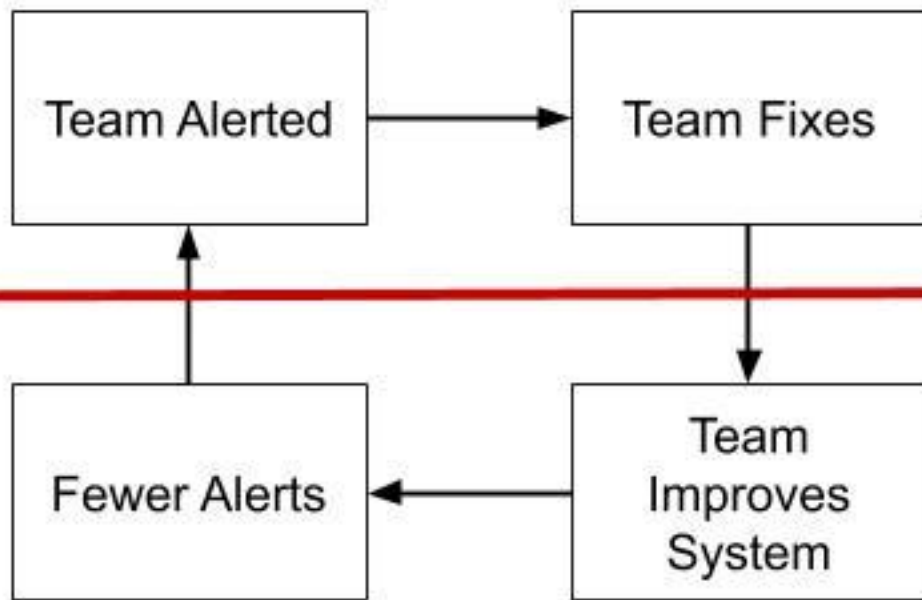 Team Alerted
Team Fixes
Fewer Alerts
Team
Improves
System